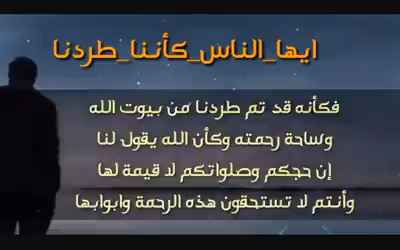 ايها_الناس_كأننا_طردنا
فكأنه قد تم طردنا من بيوت الله
وساحة رحمته وكأن الله يقول لنا
إن حجكم وصلواتكم لا قيمة لها
وأنتم لا تستحقون هذه الرحمة وابوابها